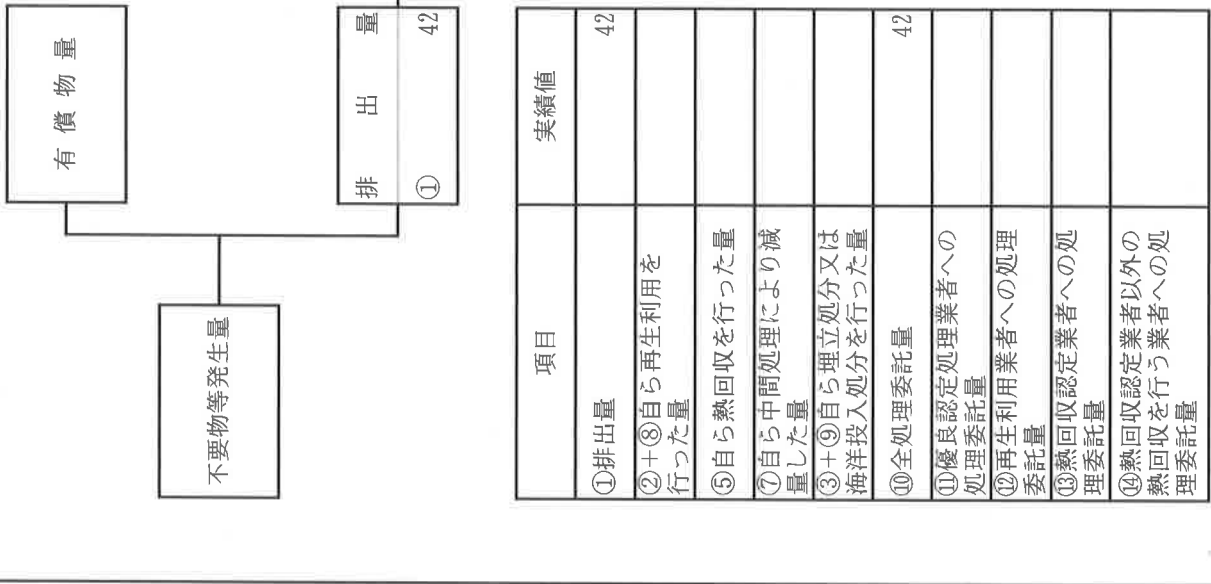 有償物量
不要物等発生量
排出量
① 42
項目 実績値
①排出量 42
②+⑧自ら再生利用を
行った量
⑤自ら熱回収を行った量
⑦自ら中間処理により減
量した量
③+⑨自ら埋立処分又は
海洋投入処分を行った量
⑩全処理委託量 42
⑪優良認定処理業者への
処理委託量
⑫再生利用業者への処理
委託量
⑬熱回収認定業者への処
理委託量
⑭熱回収認定業者以外の
熱回収を行う業者への処
理委託量